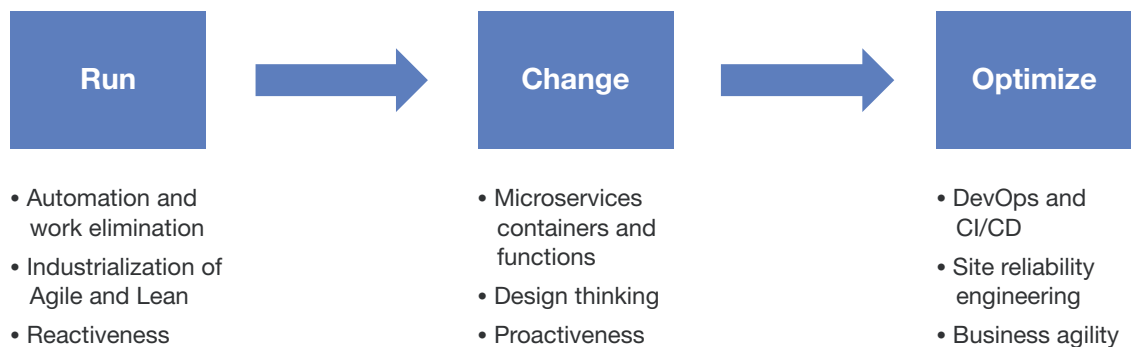 Run
Change
Optimize
• Automation and
work elimination
• Industrialization of
Agile and Lean
• Reactiveness
• Microservices
containers and
functions
• Design thinking
• Proactiveness
• DevOps and
CI/CD
• Site reliability
engineering
• Business agility